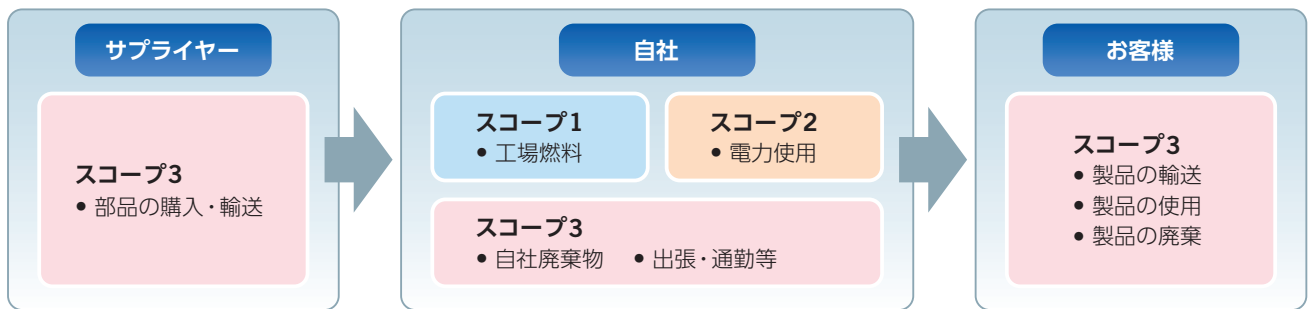 サプライヤー
スコープ3
• 部品の購入・輸送
自社
スコープ1
• 工場燃料
スコープ2
• 電力使用
スコープ3
• 自社廃棄物 • 出張・通勤等
お客様
スコープ3
• 製品の輸送
• 製品の使用
• 製品の廃棄